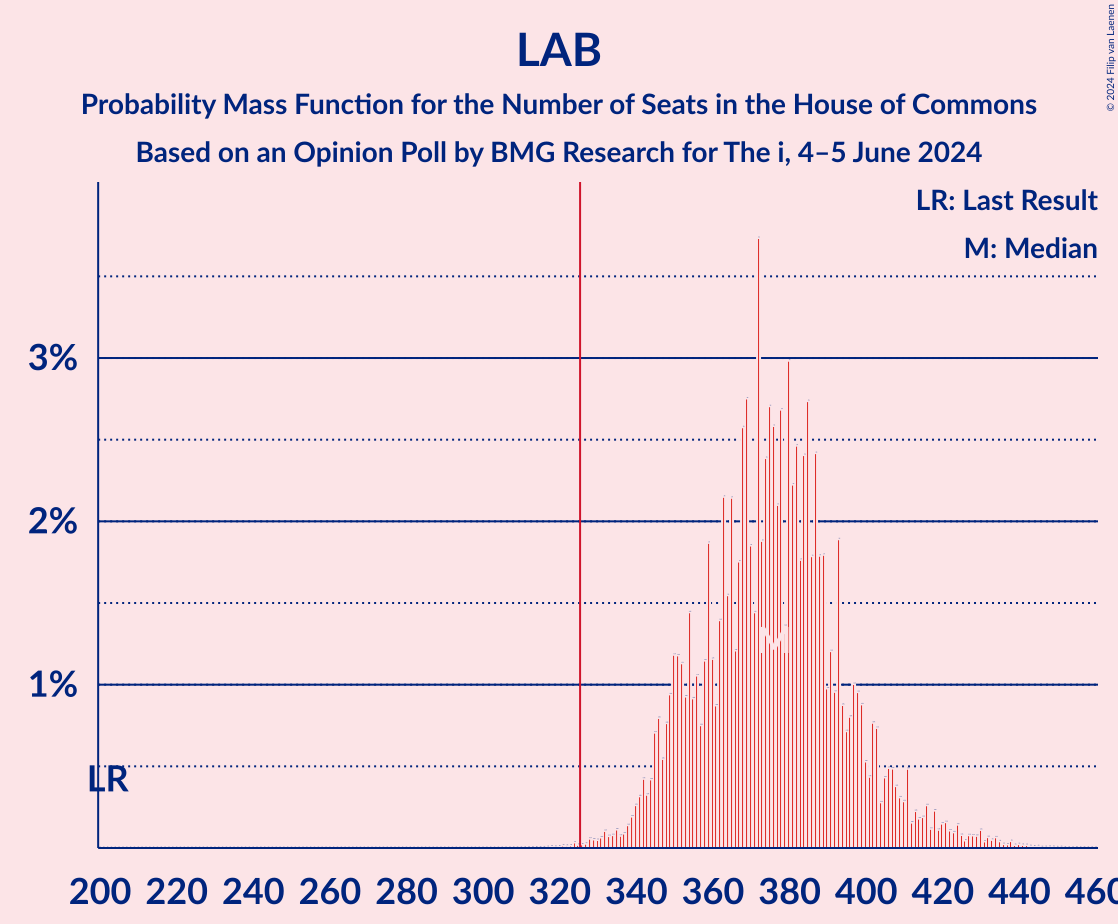 LAB
Probability Mass Function for the Number of Seats in the House of Commons
Based on an Opinion Poll by BMG Research for The i, 4–5 June 2024
© 2024 Filip van Laenen
LR: Last Result
M: Median
3%
2%
1%
LR
M
200 220 240 260 280 300 320 340 360 380 400 420 440 460